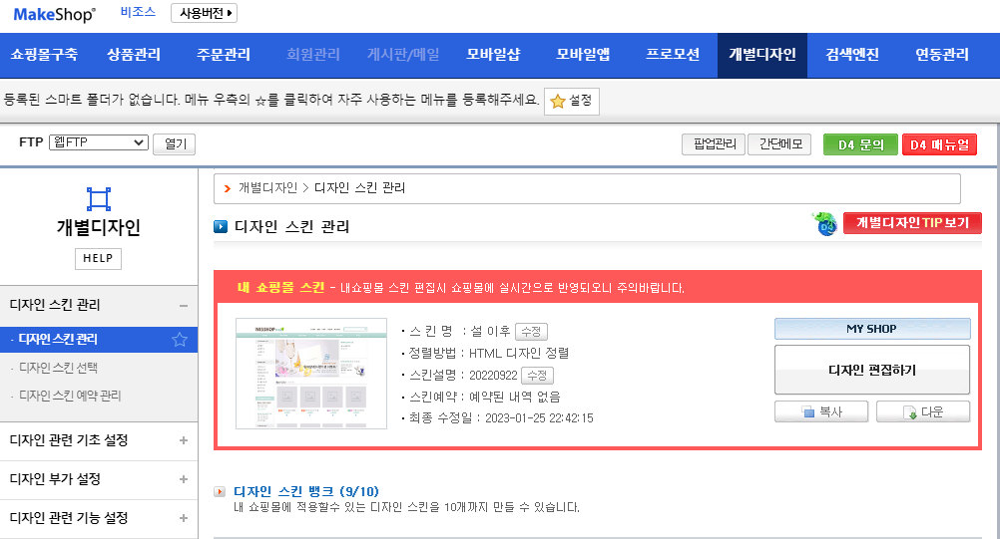 MakeShop® 비조스 사용버전
쇼핑몰구축 상품관리 주문관리 회원관리 게시판/메일 모바일샵 모바일앱 프로모션 개별디자인 검색엔진 연동관리
등록된 스마트 폴더가 없습니다. 메뉴 우측의 ☆를 클릭하여 자주 사용하는 메뉴를 등록해주세요. 설정
FTP 웹FTP 열기 팝업관리 간단메모 D4 문의 D4 매뉴얼
개별디자인
HELP
디자인 스킨 관리
· 디자인 스킨 관리
· 디자인 스킨 선택
· 디자인 스킨 예약 관리
디자인 관련 기초 설정
디자인 부가 설정
디자인 관련 기능 설정
개별디자인 > 디자인 스킨 관리
디자인 스킨 관리
D4 개별디자인TIP보기
내 쇼핑몰 스킨 - 내쇼핑몰 스킨 편집시 쇼핑몰에 실시간으로 반영되오니 주의바랍니다.
· 스 킨 명 : 설 이후 수정
· 정렬방법 : HTML 디자인 정렬
· 스킨설명 : 20220922 수정
· 스킨예약 : 예약된 내역 없음
· 최종 수정일 : 2023-01-25 22:42:15
MY SHOP
디자인 편집하기
복사 다운
디자인 스킨 뱅크 (9/10)
내 쇼핑몰에 적용할수 있는 디자인 스킨을 10개까지 만들 수 있습니다.